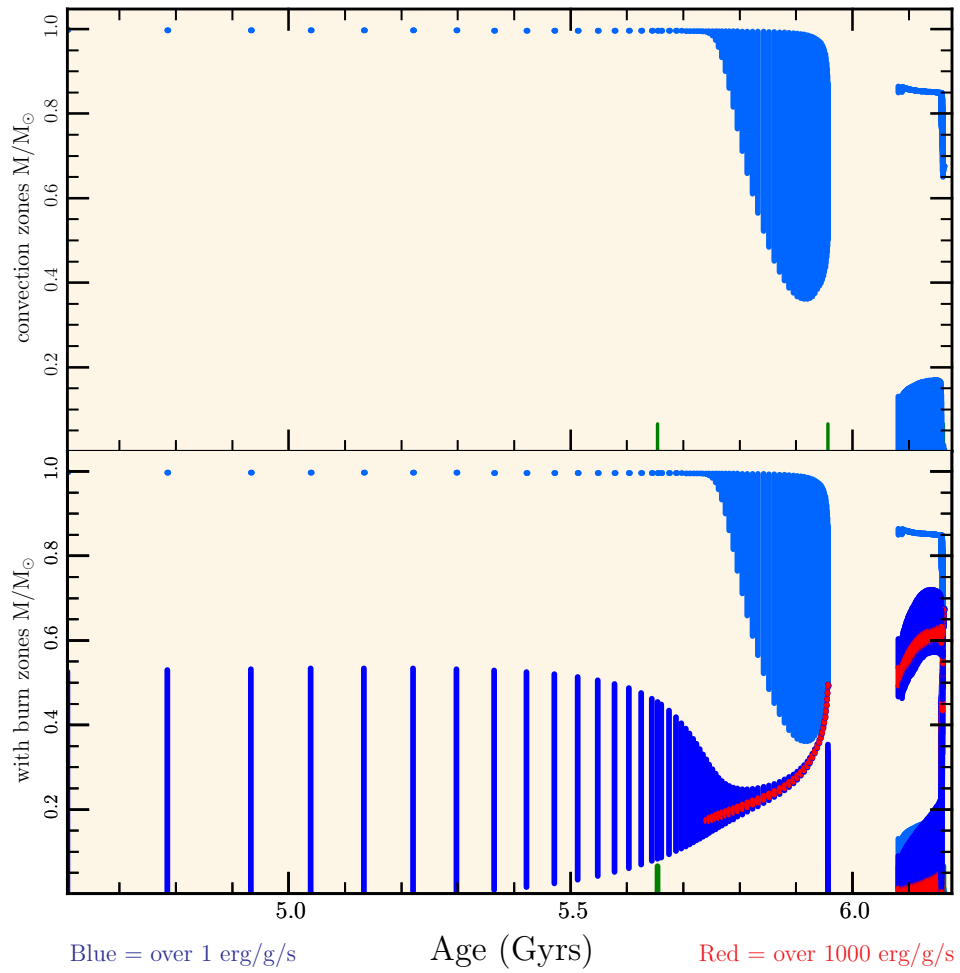 convection zones M/M⊙
1.0
0.8
0.6
0.4
0.2
with burn zones M/M⊙
1.0
0.8
0.6
0.4
0.2
5.0 5.5 6.0
Blue = over 1 erg/g/s Age (Gyrs) Red = over 1000 erg/g/s